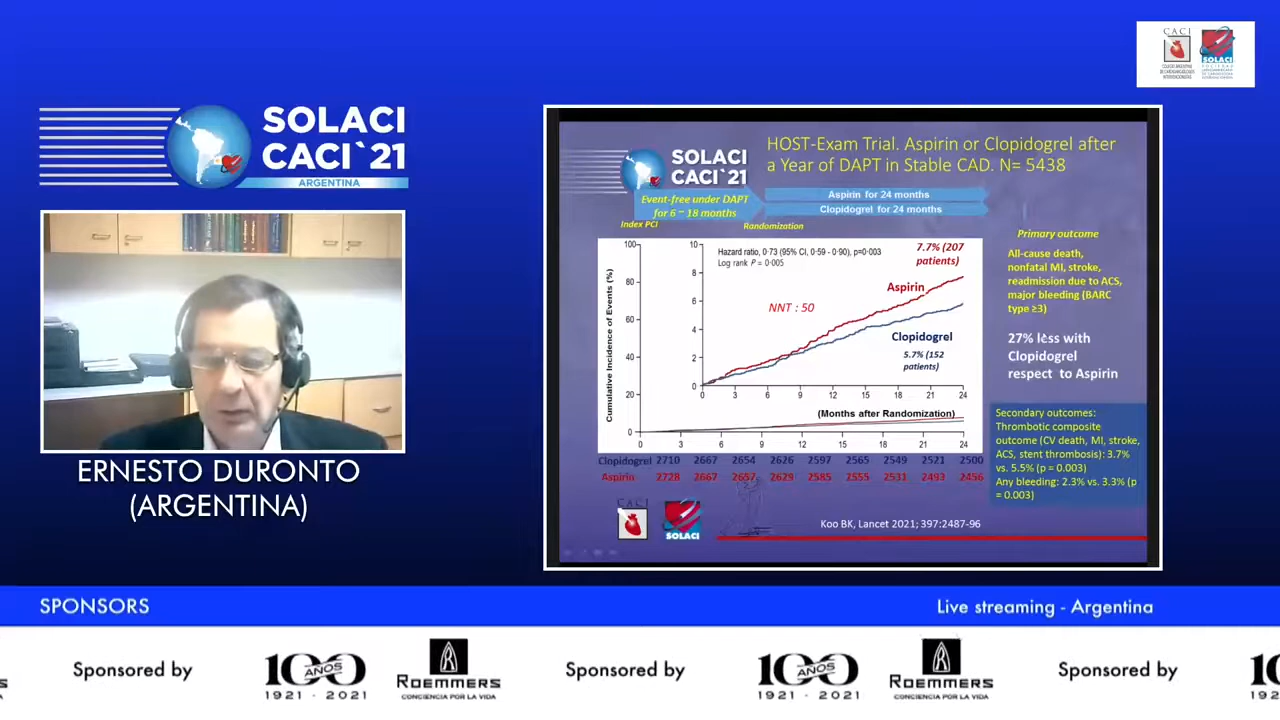 CACI
SOLACI
SOLACI
CACI`21
ARGENTINA
ERNESTO DURONTO
(ARGENTINA)
SOLACI
CACI`21
HOST-Exam Trial. Aspirin or Clopidogrel after
a Year of DAPT in Stable CAD. N= 5438
Event-free under DAPT
for 6 – 18 months
Aspirin for 24 months
Clopidogrel for 24 months
Index PCI
Randomization
Cumulative Incidence of Events (%)
100
80
60
40
20
0
10
8
6
4
2
0
Hazard ratio, 0·73 (95% CI, 0·59 - 0·90), p=0·003
Log rank P = 0·005
7.7% (207
patients)
Aspirin
NNT : 50
Clopidogrel
5.7% (152
patients)
0 3 6 9 12 15 18 21 24
(Months after Randomization)
0 3 6 9 12 15 18 21 24
Clopidogrel 2710 2667 2654 2626 2597 2565 2549 2521 2500
Aspirin 2728 2667 2657 2629 2585 2555 2531 2493 2456
Primary outcome
All-cause death,
nonfatal MI, stroke,
readmission due to ACS,
major bleeding (BARC
type ≥3)
27% less with
Clopidogrel
respect to Aspirin
Secondary outcomes:
Thrombotic composite
outcome (CV death, MI, stroke,
ACS, stent thrombosis): 3.7%
vs. 5.5% (p = 0.003)
Any bleeding: 2.3% vs. 3.3% (p
= 0.003)
CACI
SOLACI
Koo BK, Lancet 2021; 397:2487-96
SPONSORS
Live streaming - Argentina
Sponsored by
100
AÑOS
1921 - 2021
ROEMMERS
CONCIENCIA POR LA VIDA
Sponsored by
100
AÑOS
1921 - 2021
ROEMMERS
CONCIENCIA POR LA VIDA
Sponsored by